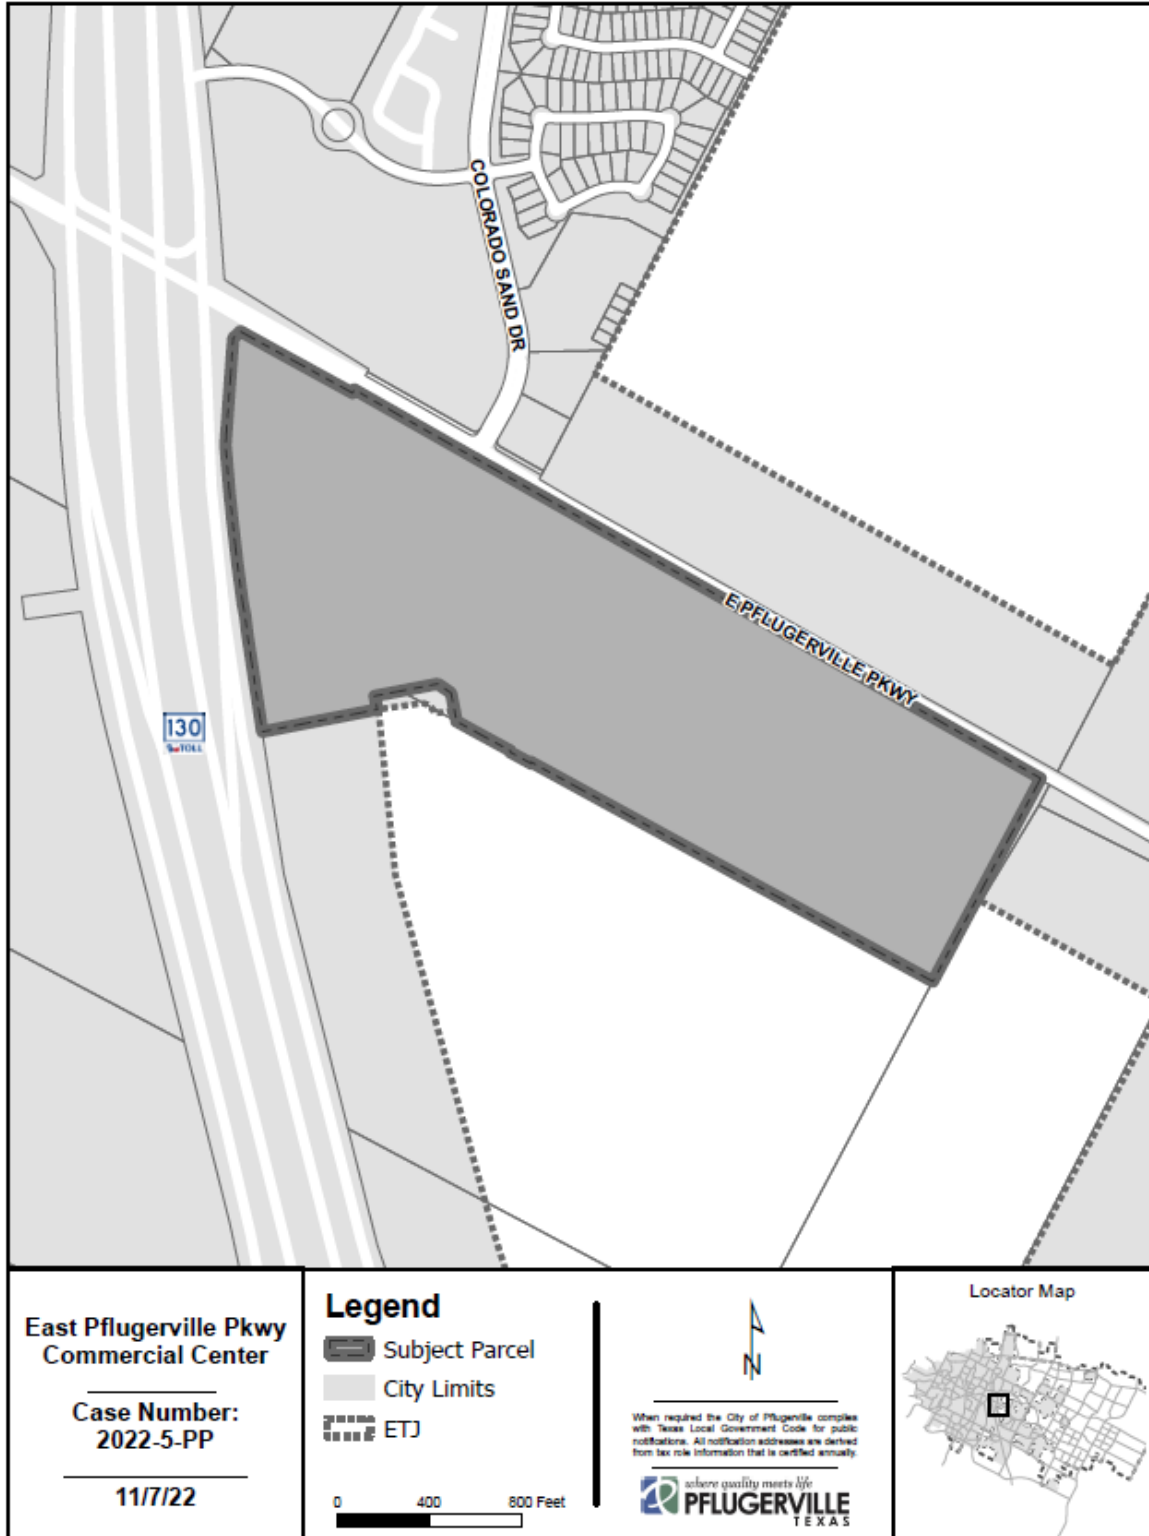 COLORADO SAND DR
E PFLUGERVILLE PKWY
130
TOLL
East Pflugerville Pkwy
Commercial Center
Case Number:
2022-5-PP
11/7/22
Legend
Subject Parcel
City Limits
ETJ
0 400 800 Feet
N
When required the City of Pflugerville complies
with Texas Local Government Code for public
notifications. All notification addresses are derived
from tax role information that is certified annually.
where quality meets life
PFLUGERVILLE
TEXAS
Locator Map